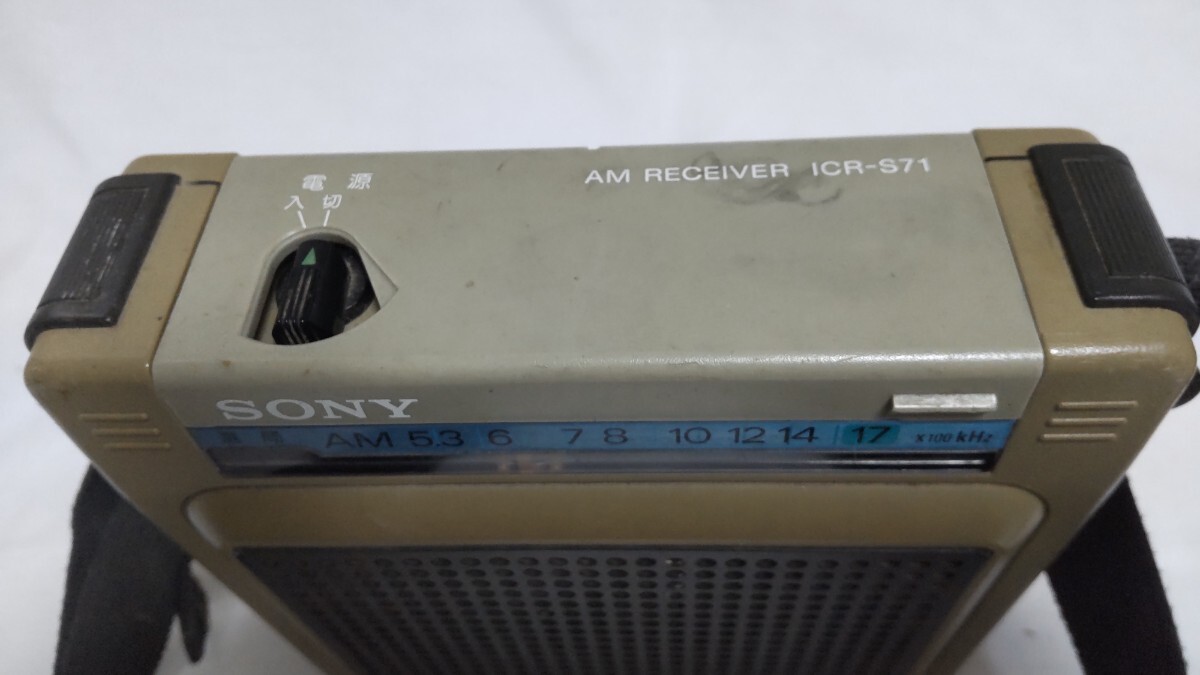 電源
入 切
AM RECEIVER ICR-S71
SONY
AM 5.3 6 7 8 10 12 14 17 x100 kHz